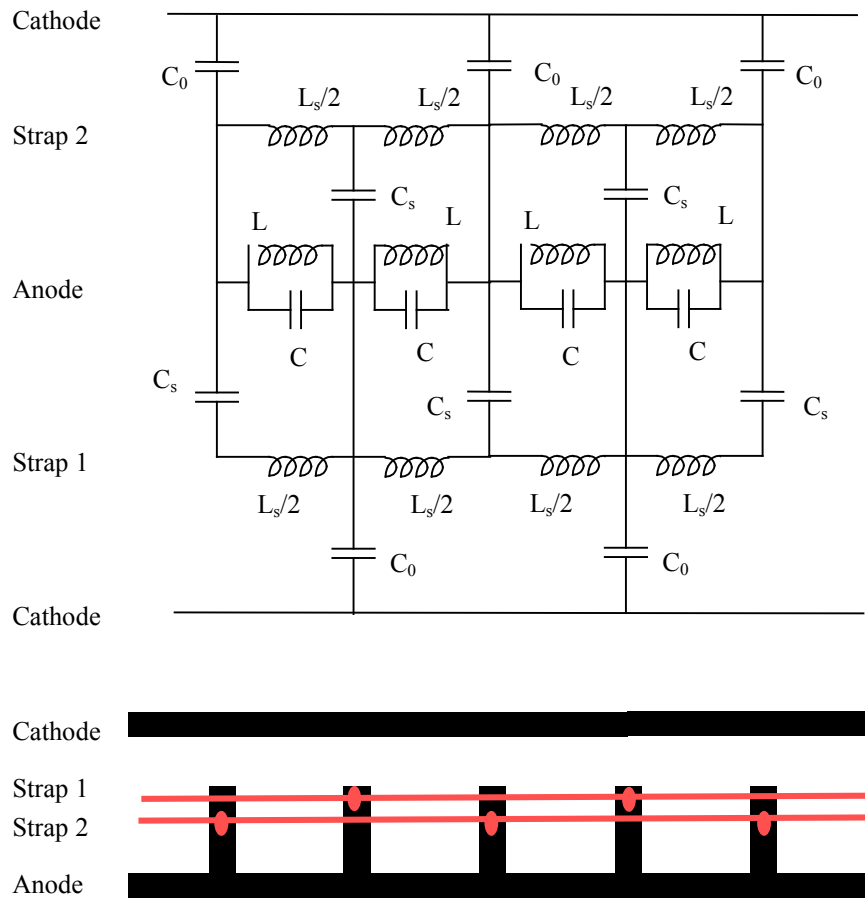 Cathode
C₀
C₀
C₀
Lₛ/2
Lₛ/2
Lₛ/2
Lₛ/2
Strap 2
Cₛ
Cₛ
L
L
L
L
Anode
C
C
C
C
Cₛ
Cₛ
Cₛ
Strap 1
Lₛ/2
Lₛ/2
Lₛ/2
Lₛ/2
C₀
C₀
Cathode
Cathode
Strap 1
Strap 2
Anode